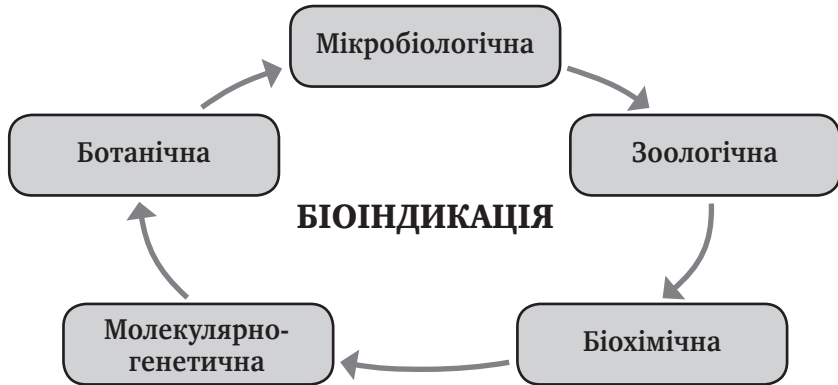 Мікробіологічна
Ботанічна
Зоологічна
БІОІНДИКАЦІЯ
Молекулярно-
генетична
Біохімічна